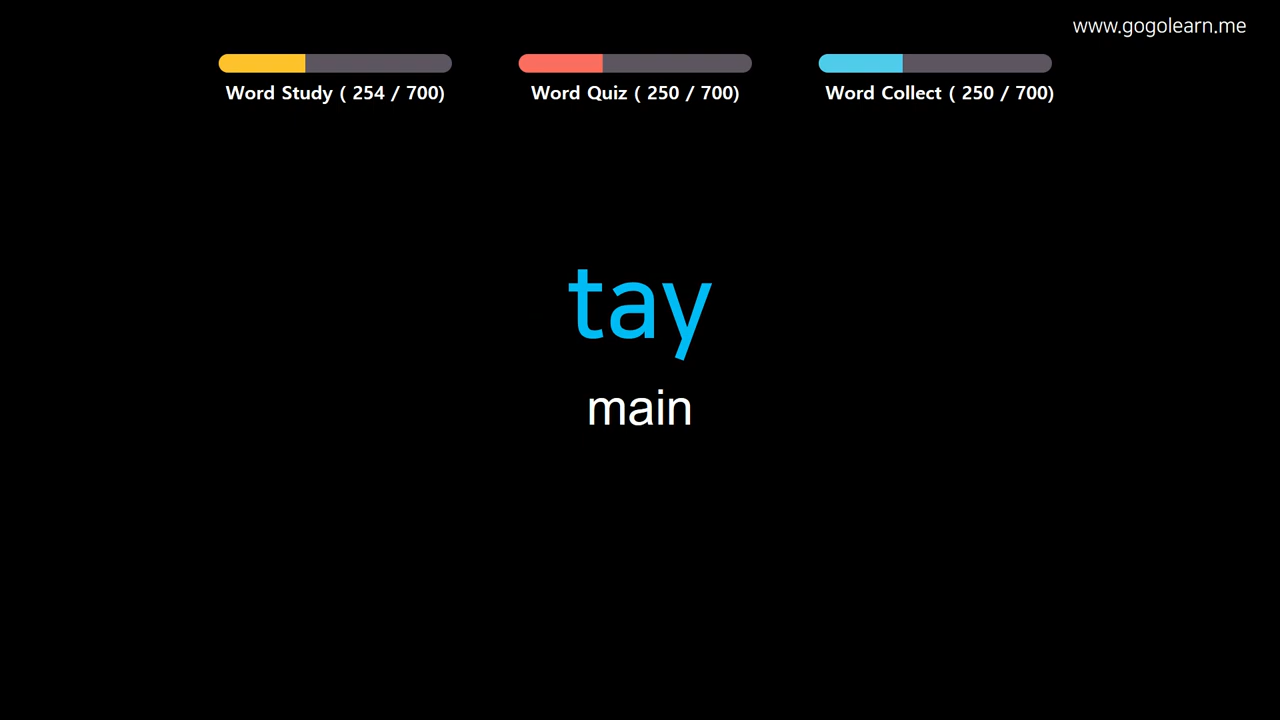 www.gogolearn.me
Word Study ( 254 / 700)
Word Quiz ( 250 / 700)
Word Collect ( 250 / 700)
tay
main